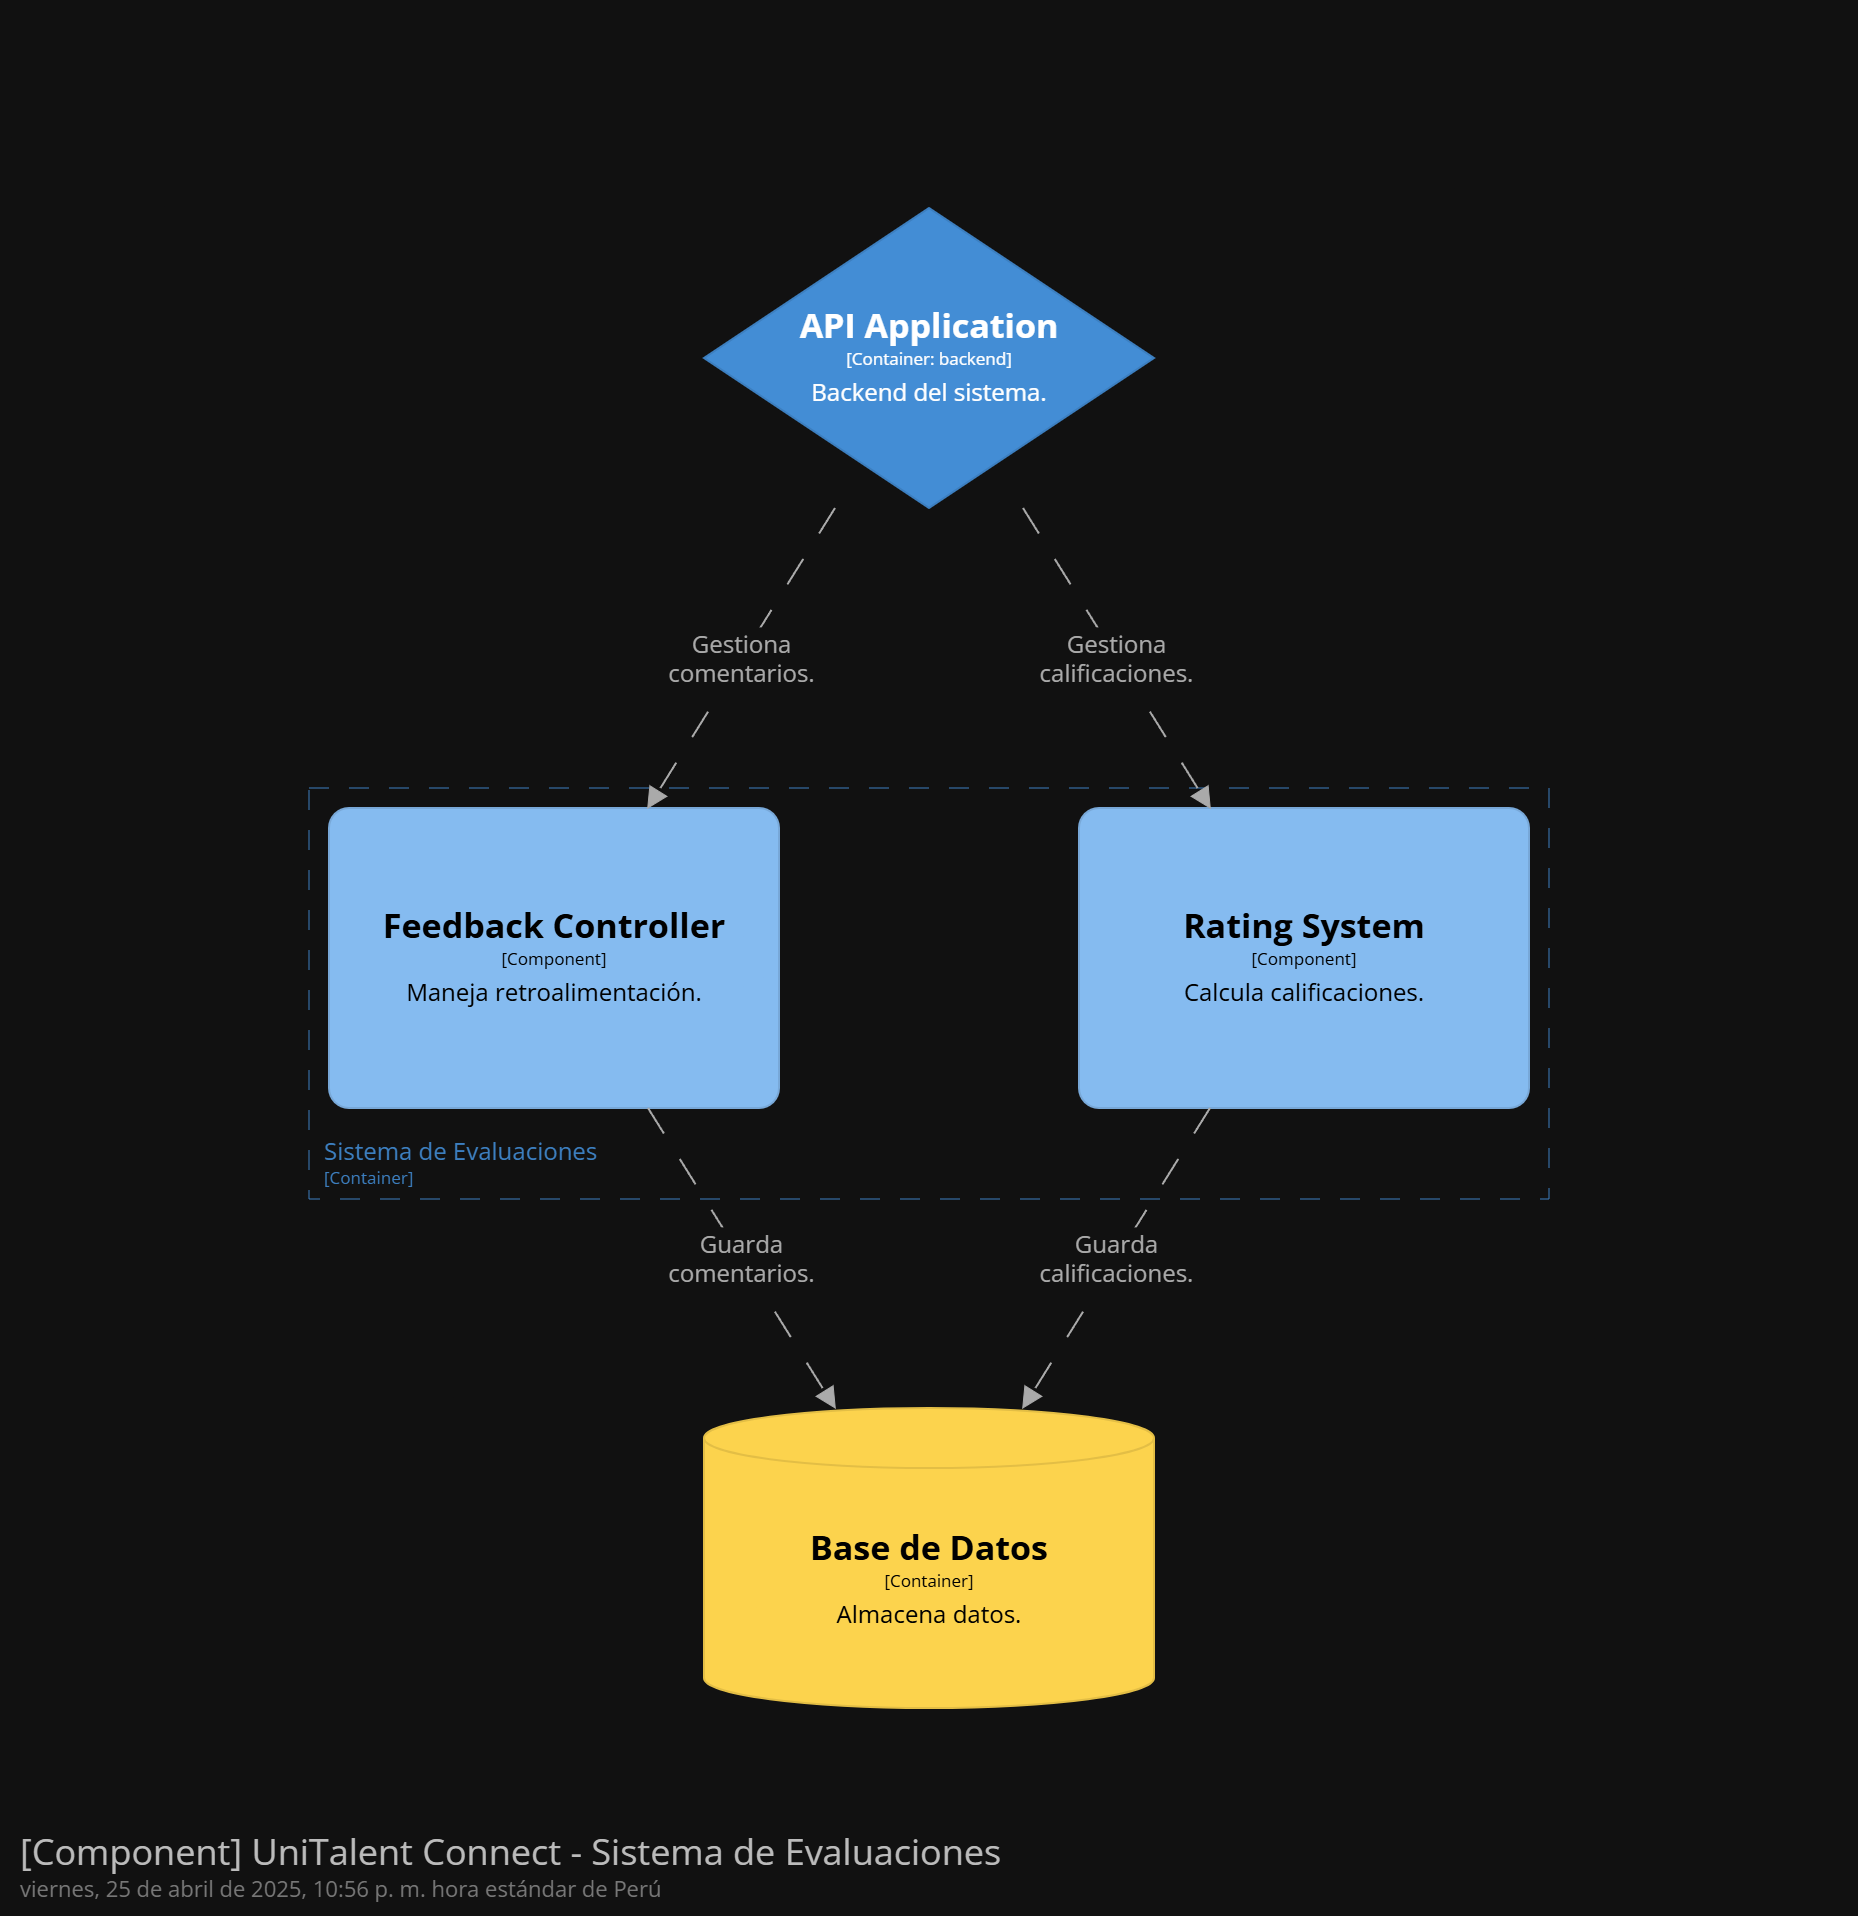 API Application
[Container: backend]
Backend del sistema.
Gestiona
comentarios.
Gestiona
calificaciones.
Feedback Controller
[Component]
Maneja retroalimentación.
Rating System
[Component]
Calcula calificaciones.
Sistema de Evaluaciones
[Container]
Guarda
comentarios.
Guarda
calificaciones.
Base de Datos
[Container]
Almacena datos.
[Component] UniTalent Connect - Sistema de Evaluaciones
viernes, 25 de abril de 2025, 10:56 p. m. hora estándar de Perú